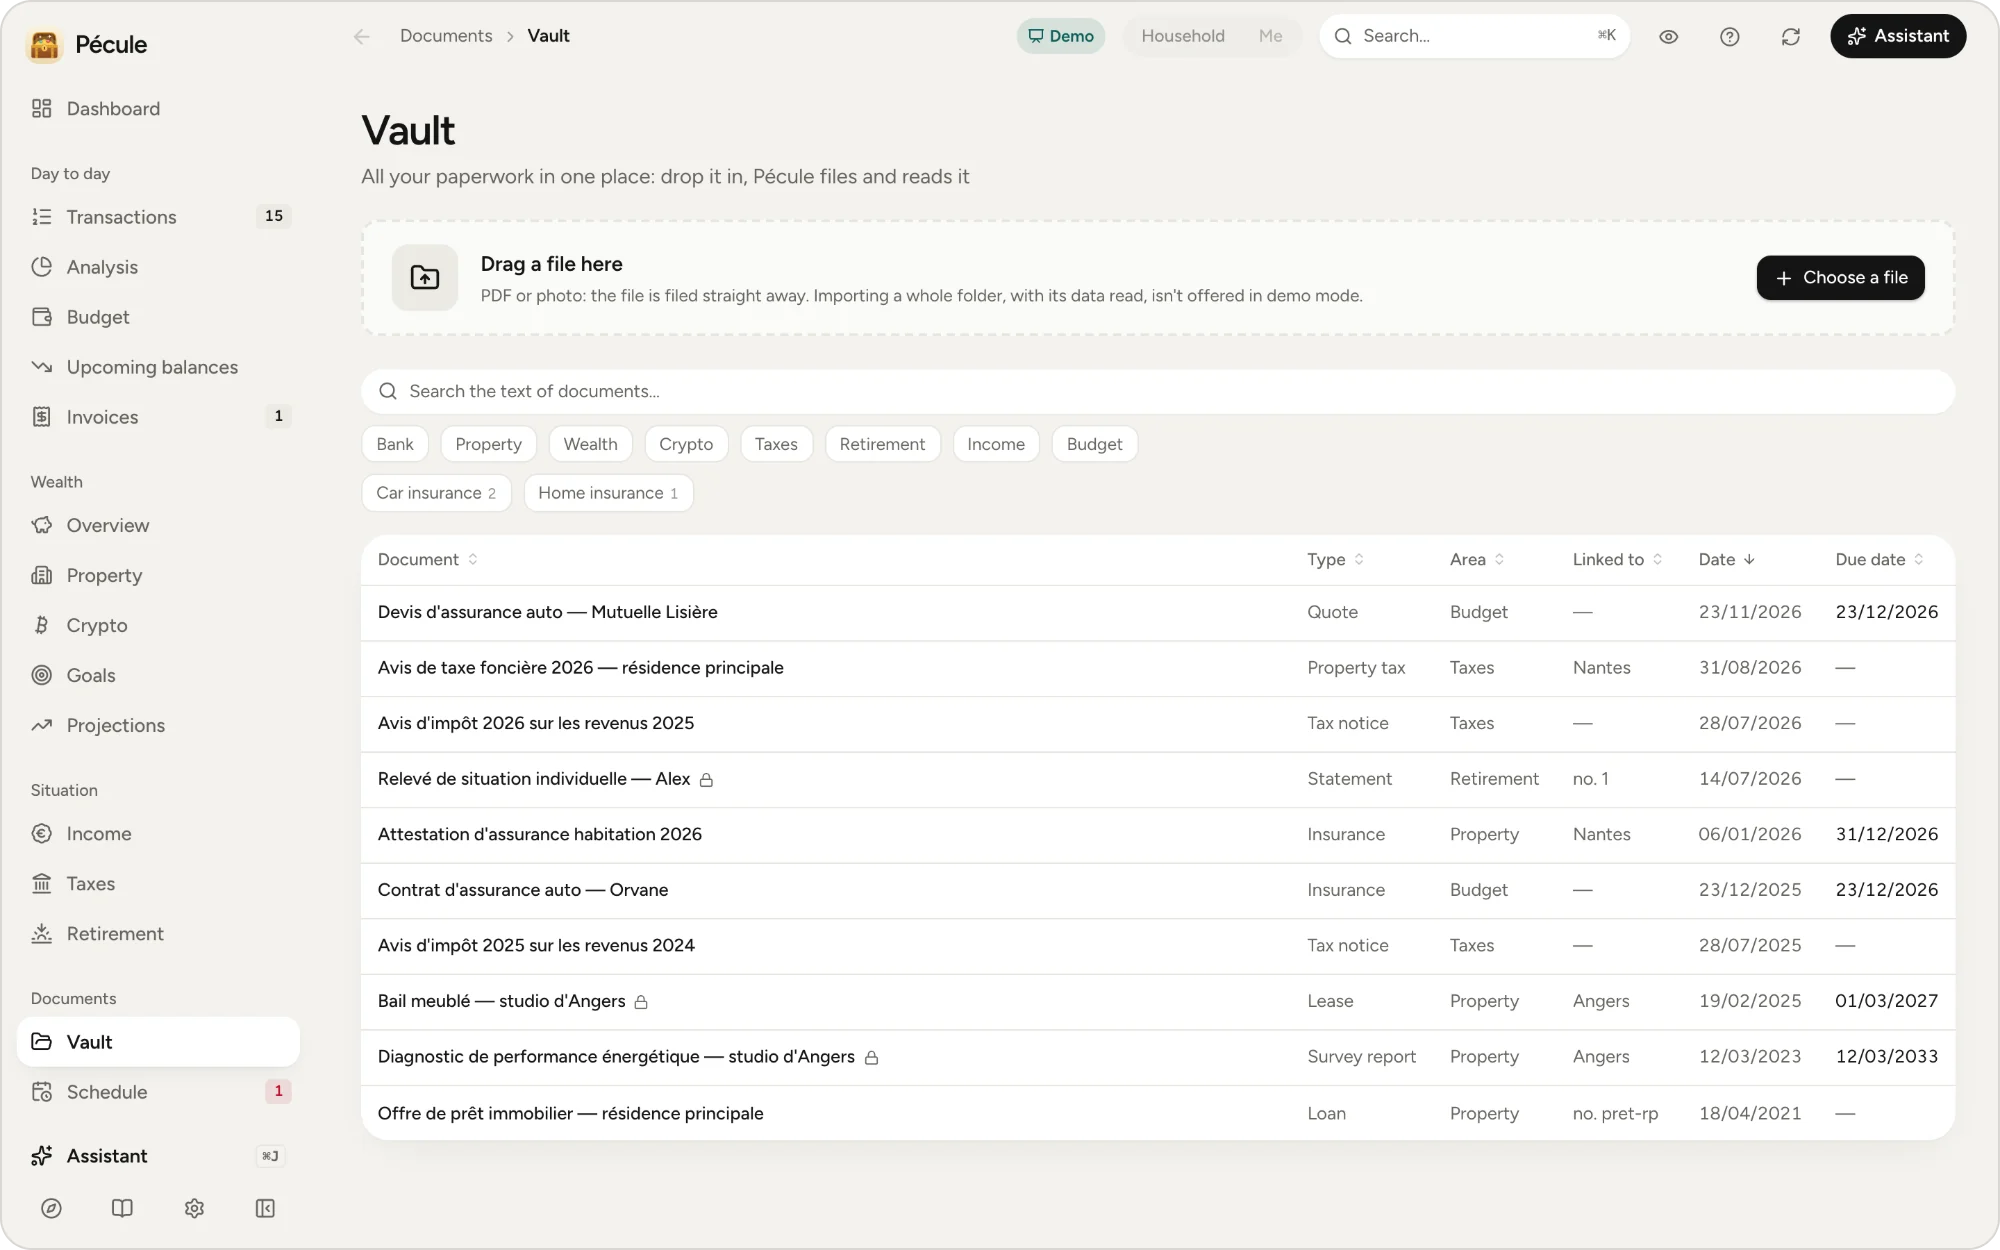 Pécule
Documents > Vault
Demo
Household Me
Search... ⌘K
Assistant
Dashboard
Day to day
Transactions 15
Analysis
Budget
Upcoming balances
Invoices 1
Wealth
Overview
Property
Crypto
Goals
Projections
Situation
Income
Taxes
Retirement
Documents
Vault
Schedule 1
Assistant ⌘J
Vault
All your paperwork in one place: drop it in, Pécule files and reads it
Drag a file here
PDF or photo: the file is filed straight away. Importing a whole folder, with its data read, isn't offered in demo mode.
+ Choose a file
Search the text of documents...
Bank Property Wealth Crypto Taxes Retirement Income Budget
Car insurance 2 Home insurance 1
Document Type Area Linked to Date ↓ Due date
Devis d'assurance auto — Mutuelle Lisière Quote Budget — 23/11/2026 23/12/2026
Avis de taxe foncière 2026 — résidence principale Property tax Taxes Nantes 31/08/2026 —
Avis d'impôt 2026 sur les revenus 2025 Tax notice Taxes — 28/07/2026 —
Relevé de situation individuelle — Alex Statement Retirement no. 1 14/07/2026 —
Attestation d'assurance habitation 2026 Insurance Property Nantes 06/01/2026 31/12/2026
Contrat d'assurance auto — Orvane Insurance Budget — 23/12/2025 23/12/2026
Avis d'impôt 2025 sur les revenus 2024 Tax notice Taxes — 28/07/2025 —
Bail meublé — studio d'Angers Lease Property Angers 19/02/2025 01/03/2027
Diagnostic de performance énergétique — studio d'Angers Survey report Property Angers 12/03/2023 12/03/2033
Offre de prêt immobilier — résidence principale Loan Property no. pret-rp 18/04/2021 —